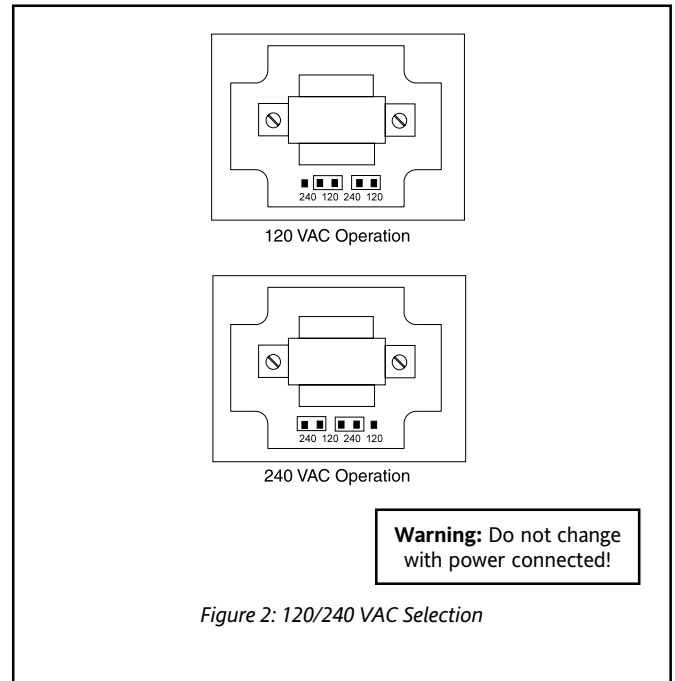 240 120 240 120
120 VAC Operation
240 120 240 120
240 VAC Operation
Warning: Do not change
with power connected!
Figure 2: 120/240 VAC Selection